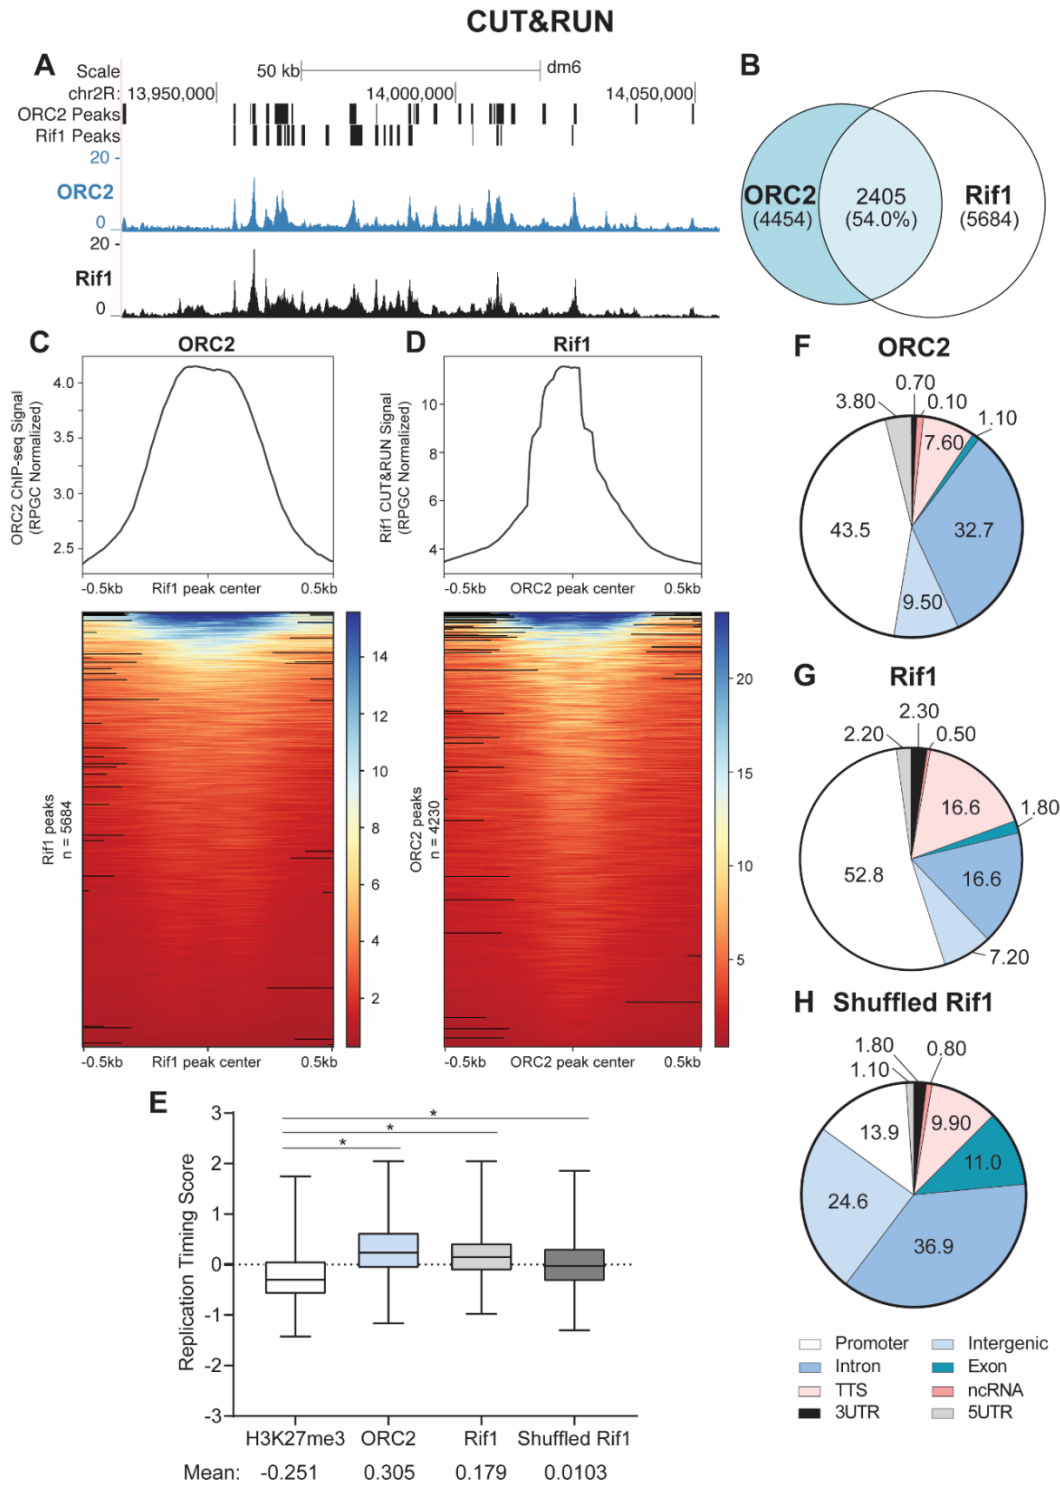 CUT&RUN
A
Scale
50 kb
dm6
chr2R:
13,950,000
14,000,000
14,050,000
ORC2 Peaks
Rif1 Peaks
20 -
ORC2
0
20 -
Rif1
0
B
ORC2
(4454)
2405
(54.0%)
Rif1
(5684)
C
ORC2
ORC2 ChIP-seq Signal
(RPGC Normalized)
4.0
3.5
3.0
2.5
-0.5kb
Rif1 peak center
0.5kb
Rif1 peaks
n = 5684
14
12
10
8
6
4
2
-0.5kb
Rif1 peak center
0.5kb
D
Rif1
Rif1 CUT&RUN Signal
(RPGC Normalized)
10
8
6
4
-0.5kb
ORC2 peak center
0.5kb
ORC2 peaks
n = 4230
20
15
10
5
-0.5kb
ORC2 peak center
0.5kb
E
Replication Timing Score
3
2
1
0
-1
-2
-3
*
*
*
H3K27me3
ORC2
Rif1
Shuffled Rif1
Mean:
-0.251
0.305
0.179
0.0103
F
ORC2
0.70
3.80
0.10
1.10
7.60
43.5
32.7
9.50
G
Rif1
2.30
2.20
0.50
16.6
1.80
52.8
16.6
7.20
H
Shuffled Rif1
1.80
0.80
1.10
9.90
13.9
11.0
24.6
36.9
Promoter
Intergenic
Intron
Exon
TTS
ncRNA
3UTR
5UTR